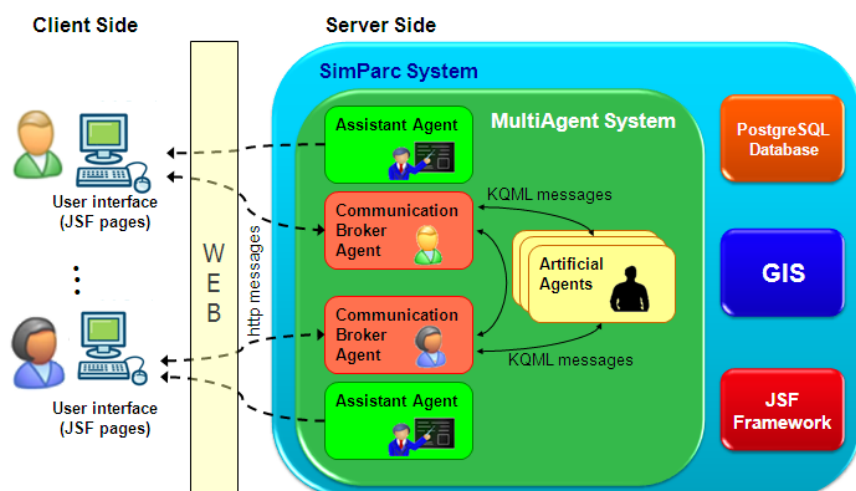 Client Side
Server Side
SimParc System
MultiAgent System
Assistant Agent
PostgreSQL
Database
User interface
(JSF pages)
KQML messages
Communication
Broker
Agent
WEB
http messages
Artificial
Agents
GIS
Communication
Broker
Agent
KQML messages
User interface
(JSF pages)
Assistant Agent
JSF
Framework